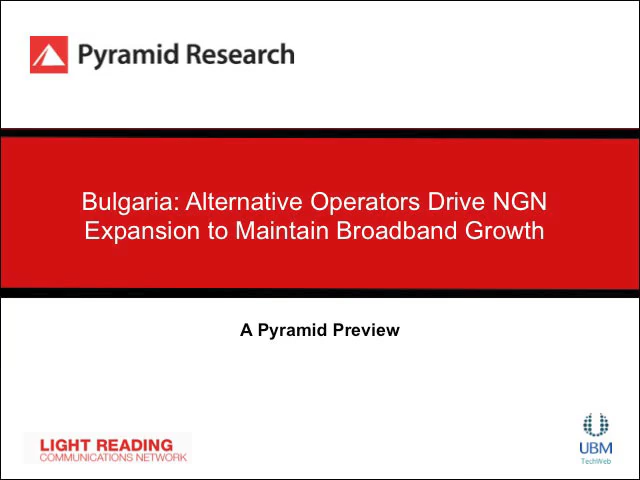 Pyramid Research
Bulgaria: Alternative Operators Drive NGN
Expansion to Maintain Broadband Growth
A Pyramid Preview
LIGHT READING
COMMUNICATIONS NETWORK
UBM
TechWeb